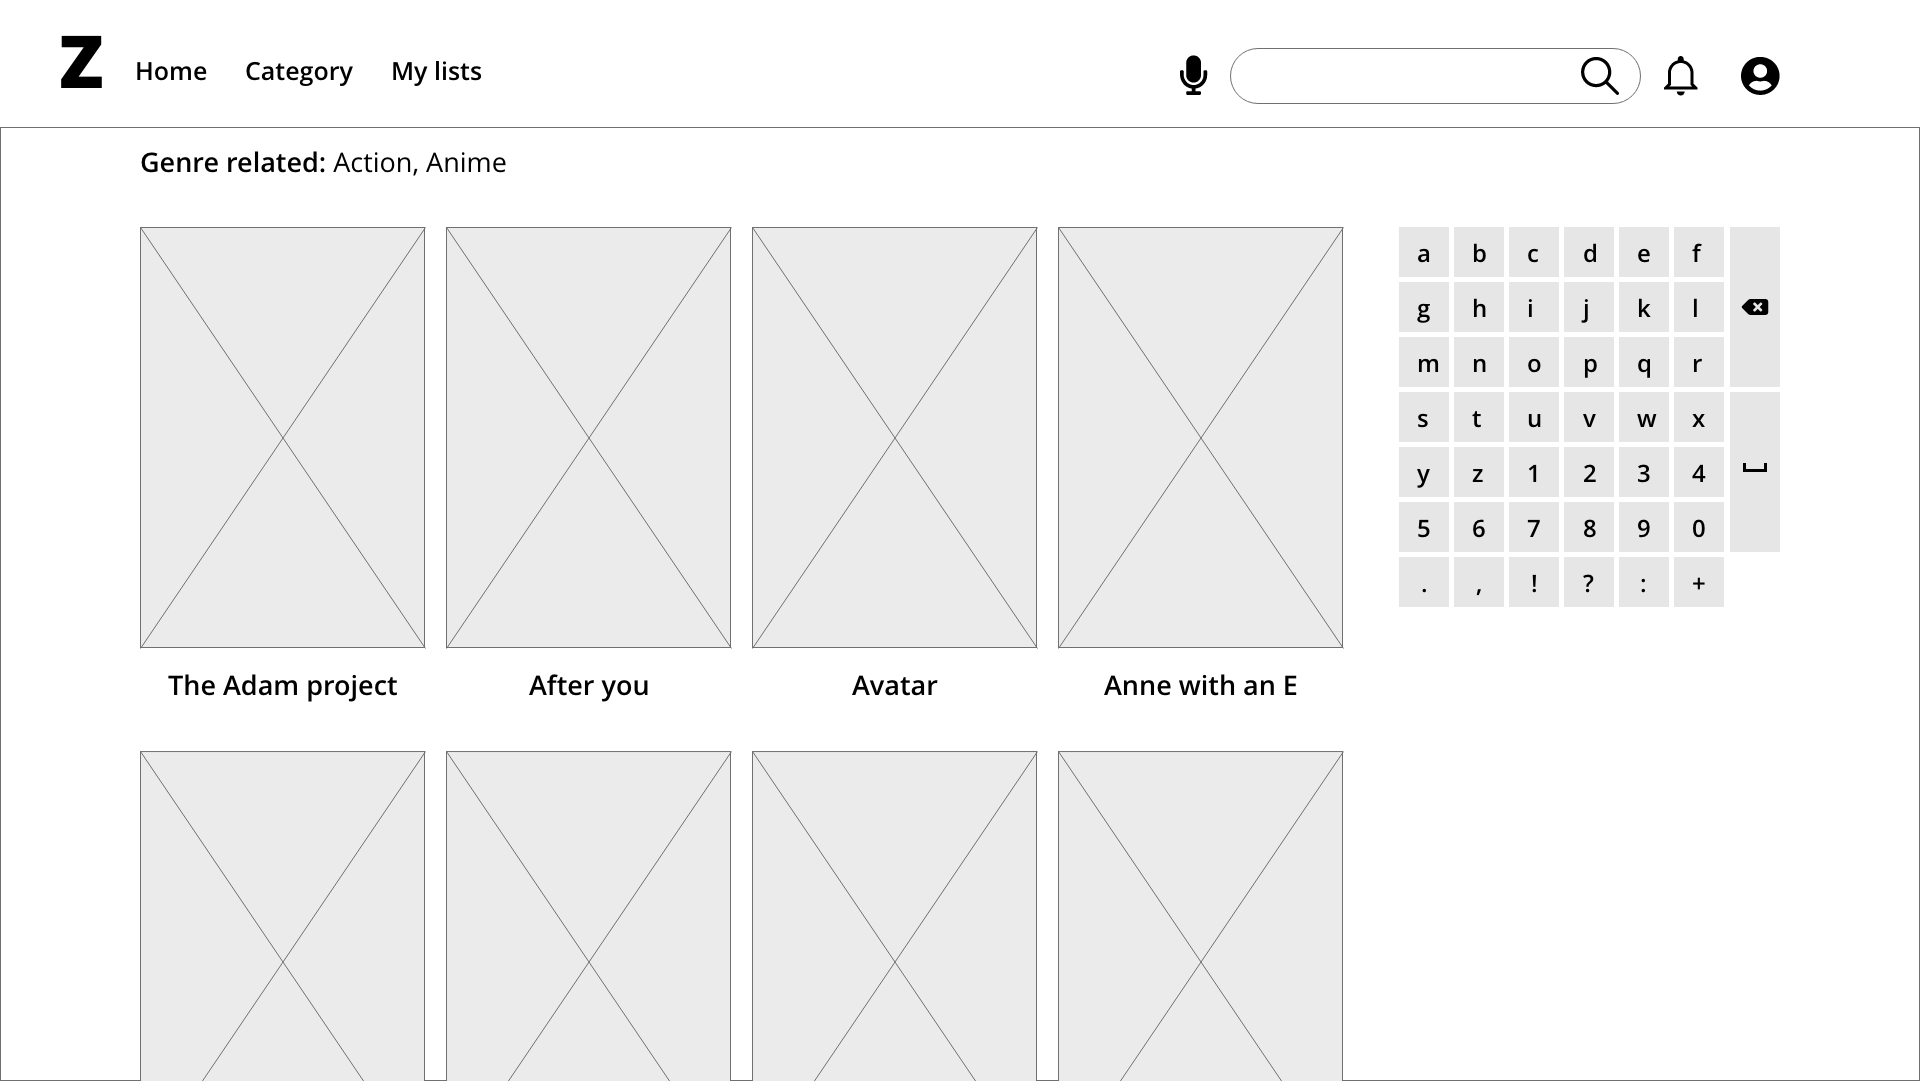 Z Home Category My lists
Genre related: Action, Anime
a b c d e f
g h i j k l
m n o p q r
s t u v w x
y z 1 2 3 4
5 6 7 8 9 0
. , ! ? : +
The Adam project
After you
Avatar
Anne with an E